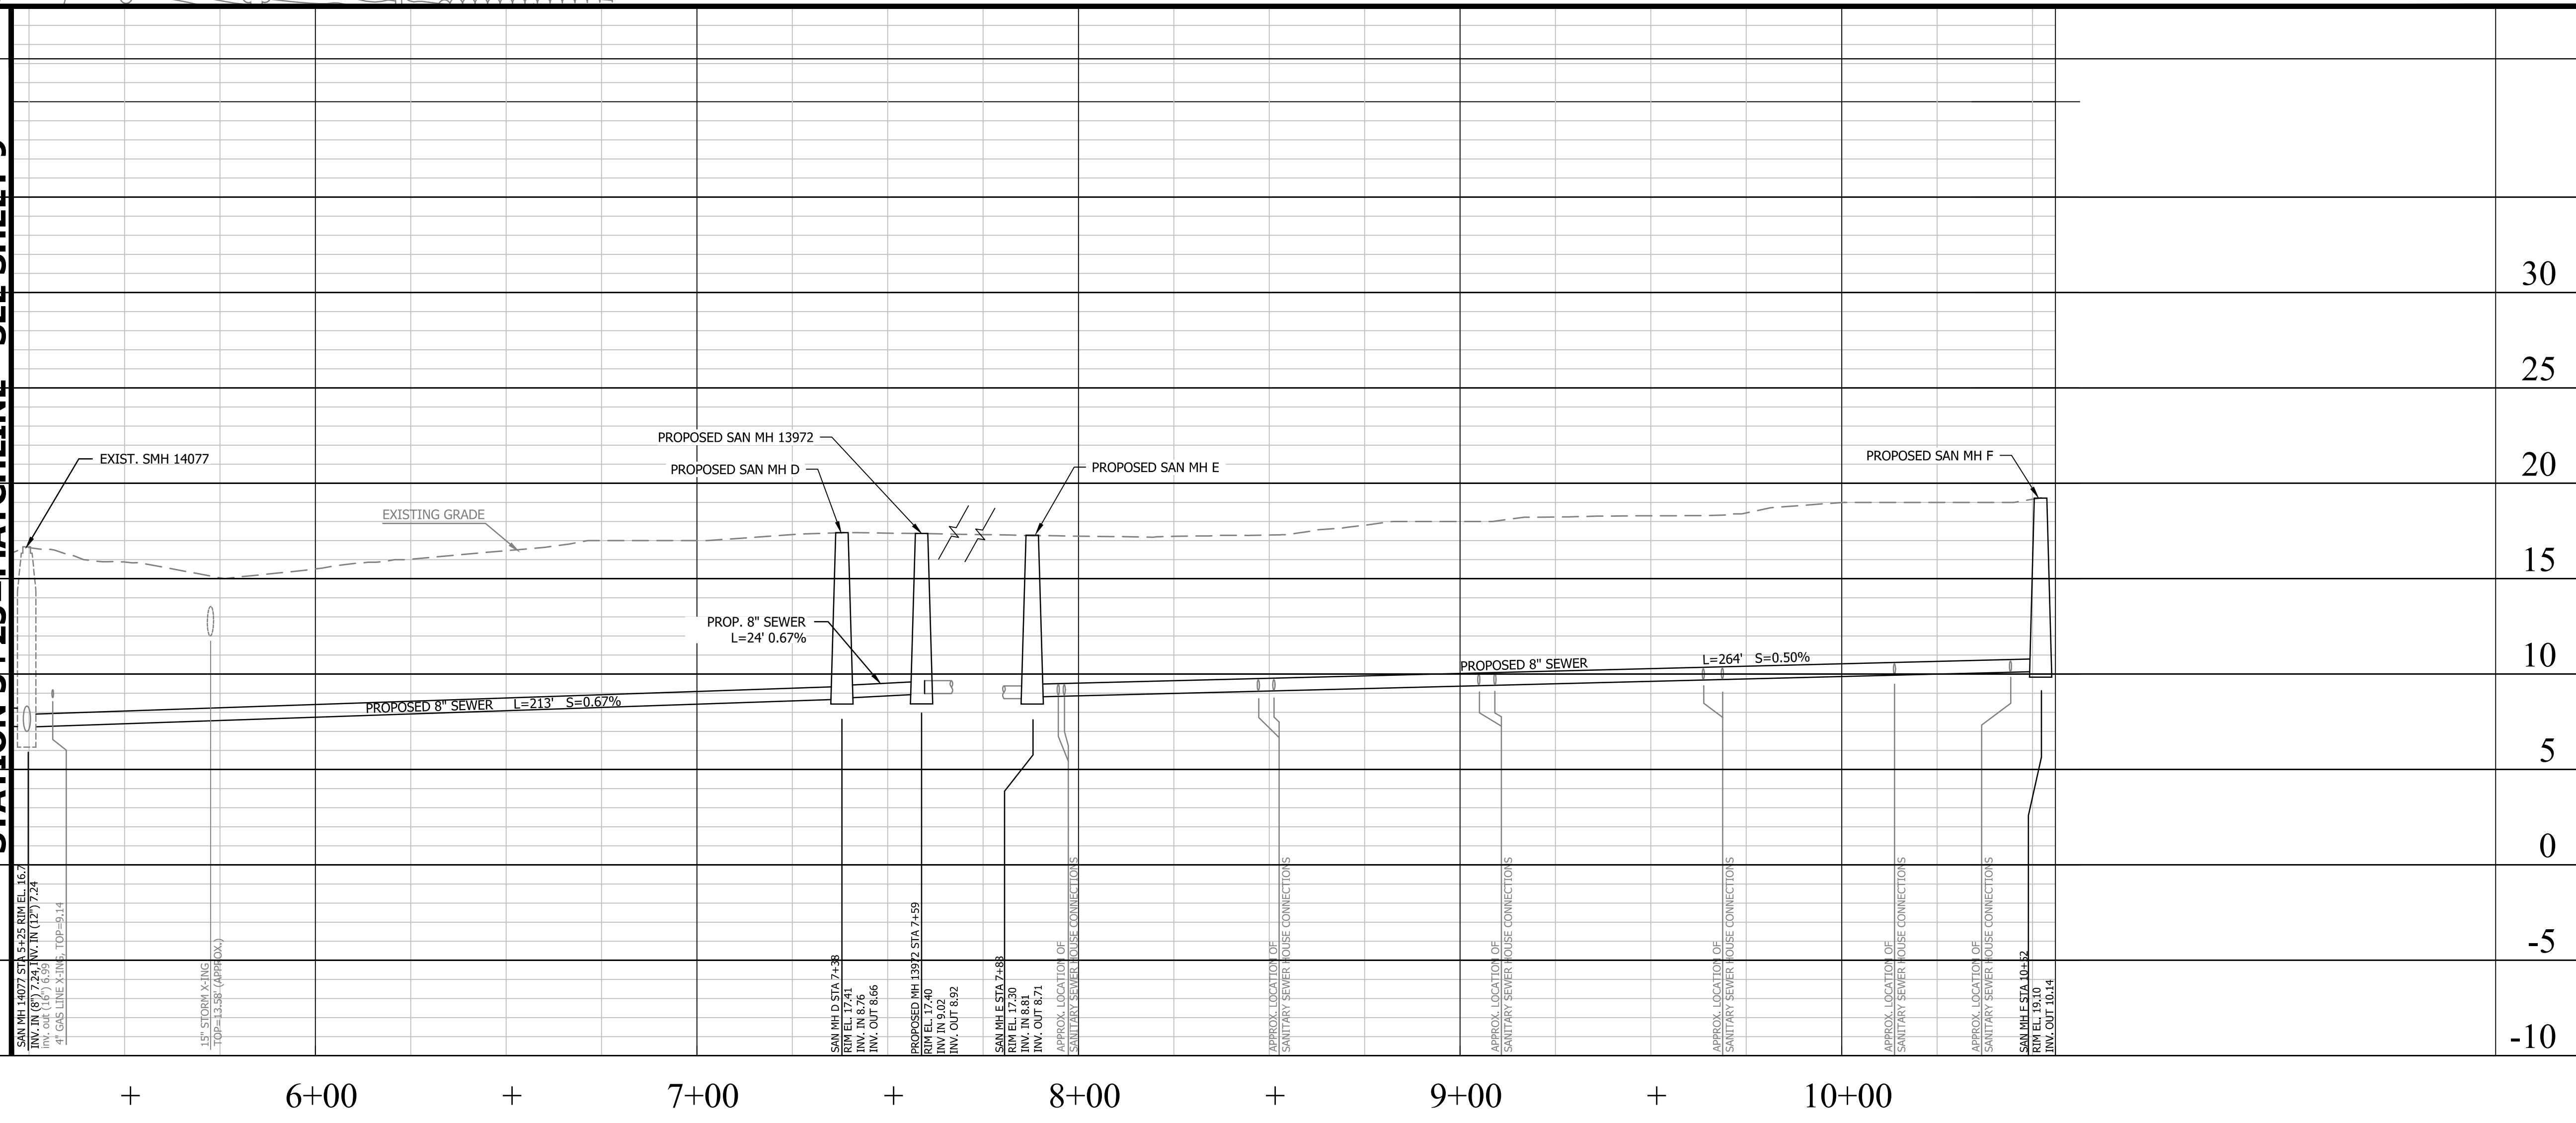 EXIST. SMH 14077
EXISTING GRADE
PROPOSED SAN MH 13972
PROPOSED SAN MH D
PROPOSED SAN MH E
PROPOSED SAN MH F
PROP. 8" SEWER
L=24' 0.67%
PROPOSED 8" SEWER L=213' S=0.67%
PROPOSED 8" SEWER L=264' S=0.50%
30
25
20
15
10
5
0
-5
-10
SAN MH 14077 STA 5+25 RIM EL. 16.7
INV. IN (8") 7.24,INV. IN (12") 7.24
inv. out (16") 6.99
4" GAS LINE X-ING, TOP=9.14
15" STORM X-ING
TOP=13.58' (APPROX.)
SAN MH D STA 7+38
RIM EL. 17.41
INV. IN 8.76
INV. OUT 8.66
PROPOSED MH 13972 STA 7+59
RIM EL. 17.40
INV IN 9.02
INV. OUT 8.92
SAN MH E STA 7+88
RIM EL. 17.30
INV. IN 8.81
INV. OUT 8.71
APPROX. LOCATION OF
SANITARY SEWER HOUSE CONNECTIONS
APPROX. LOCATION OF
SANITARY SEWER HOUSE CONNECTIONS
APPROX. LOCATION OF
SANITARY SEWER HOUSE CONNECTIONS
APPROX. LOCATION OF
SANITARY SEWER HOUSE CONNECTIONS
APPROX. LOCATION OF
SANITARY SEWER HOUSE CONNECTIONS
APPROX. LOCATION OF
SANITARY SEWER HOUSE CONNECTIONS
SAN MH F STA 10+52
RIM EL. 19.10
INV. OUT 10.14
+ 6+00 + 7+00 + 8+00 + 9+00 + 10+00